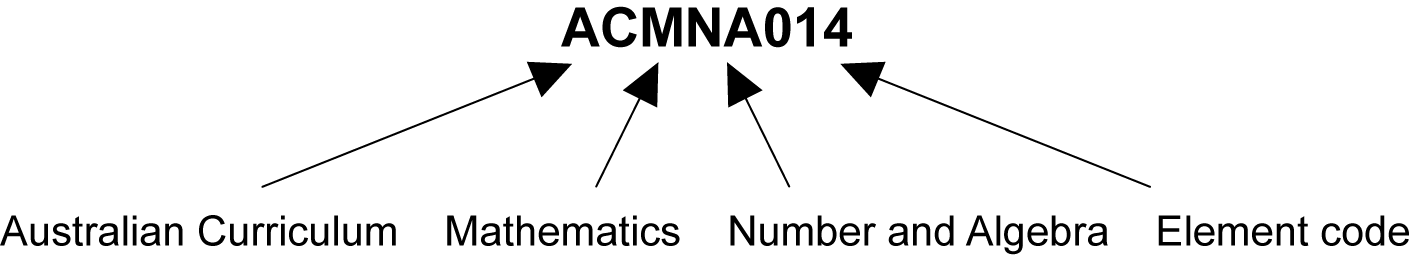 ACMNA014
Australian Curriculum Mathematics Number and Algebra Element code